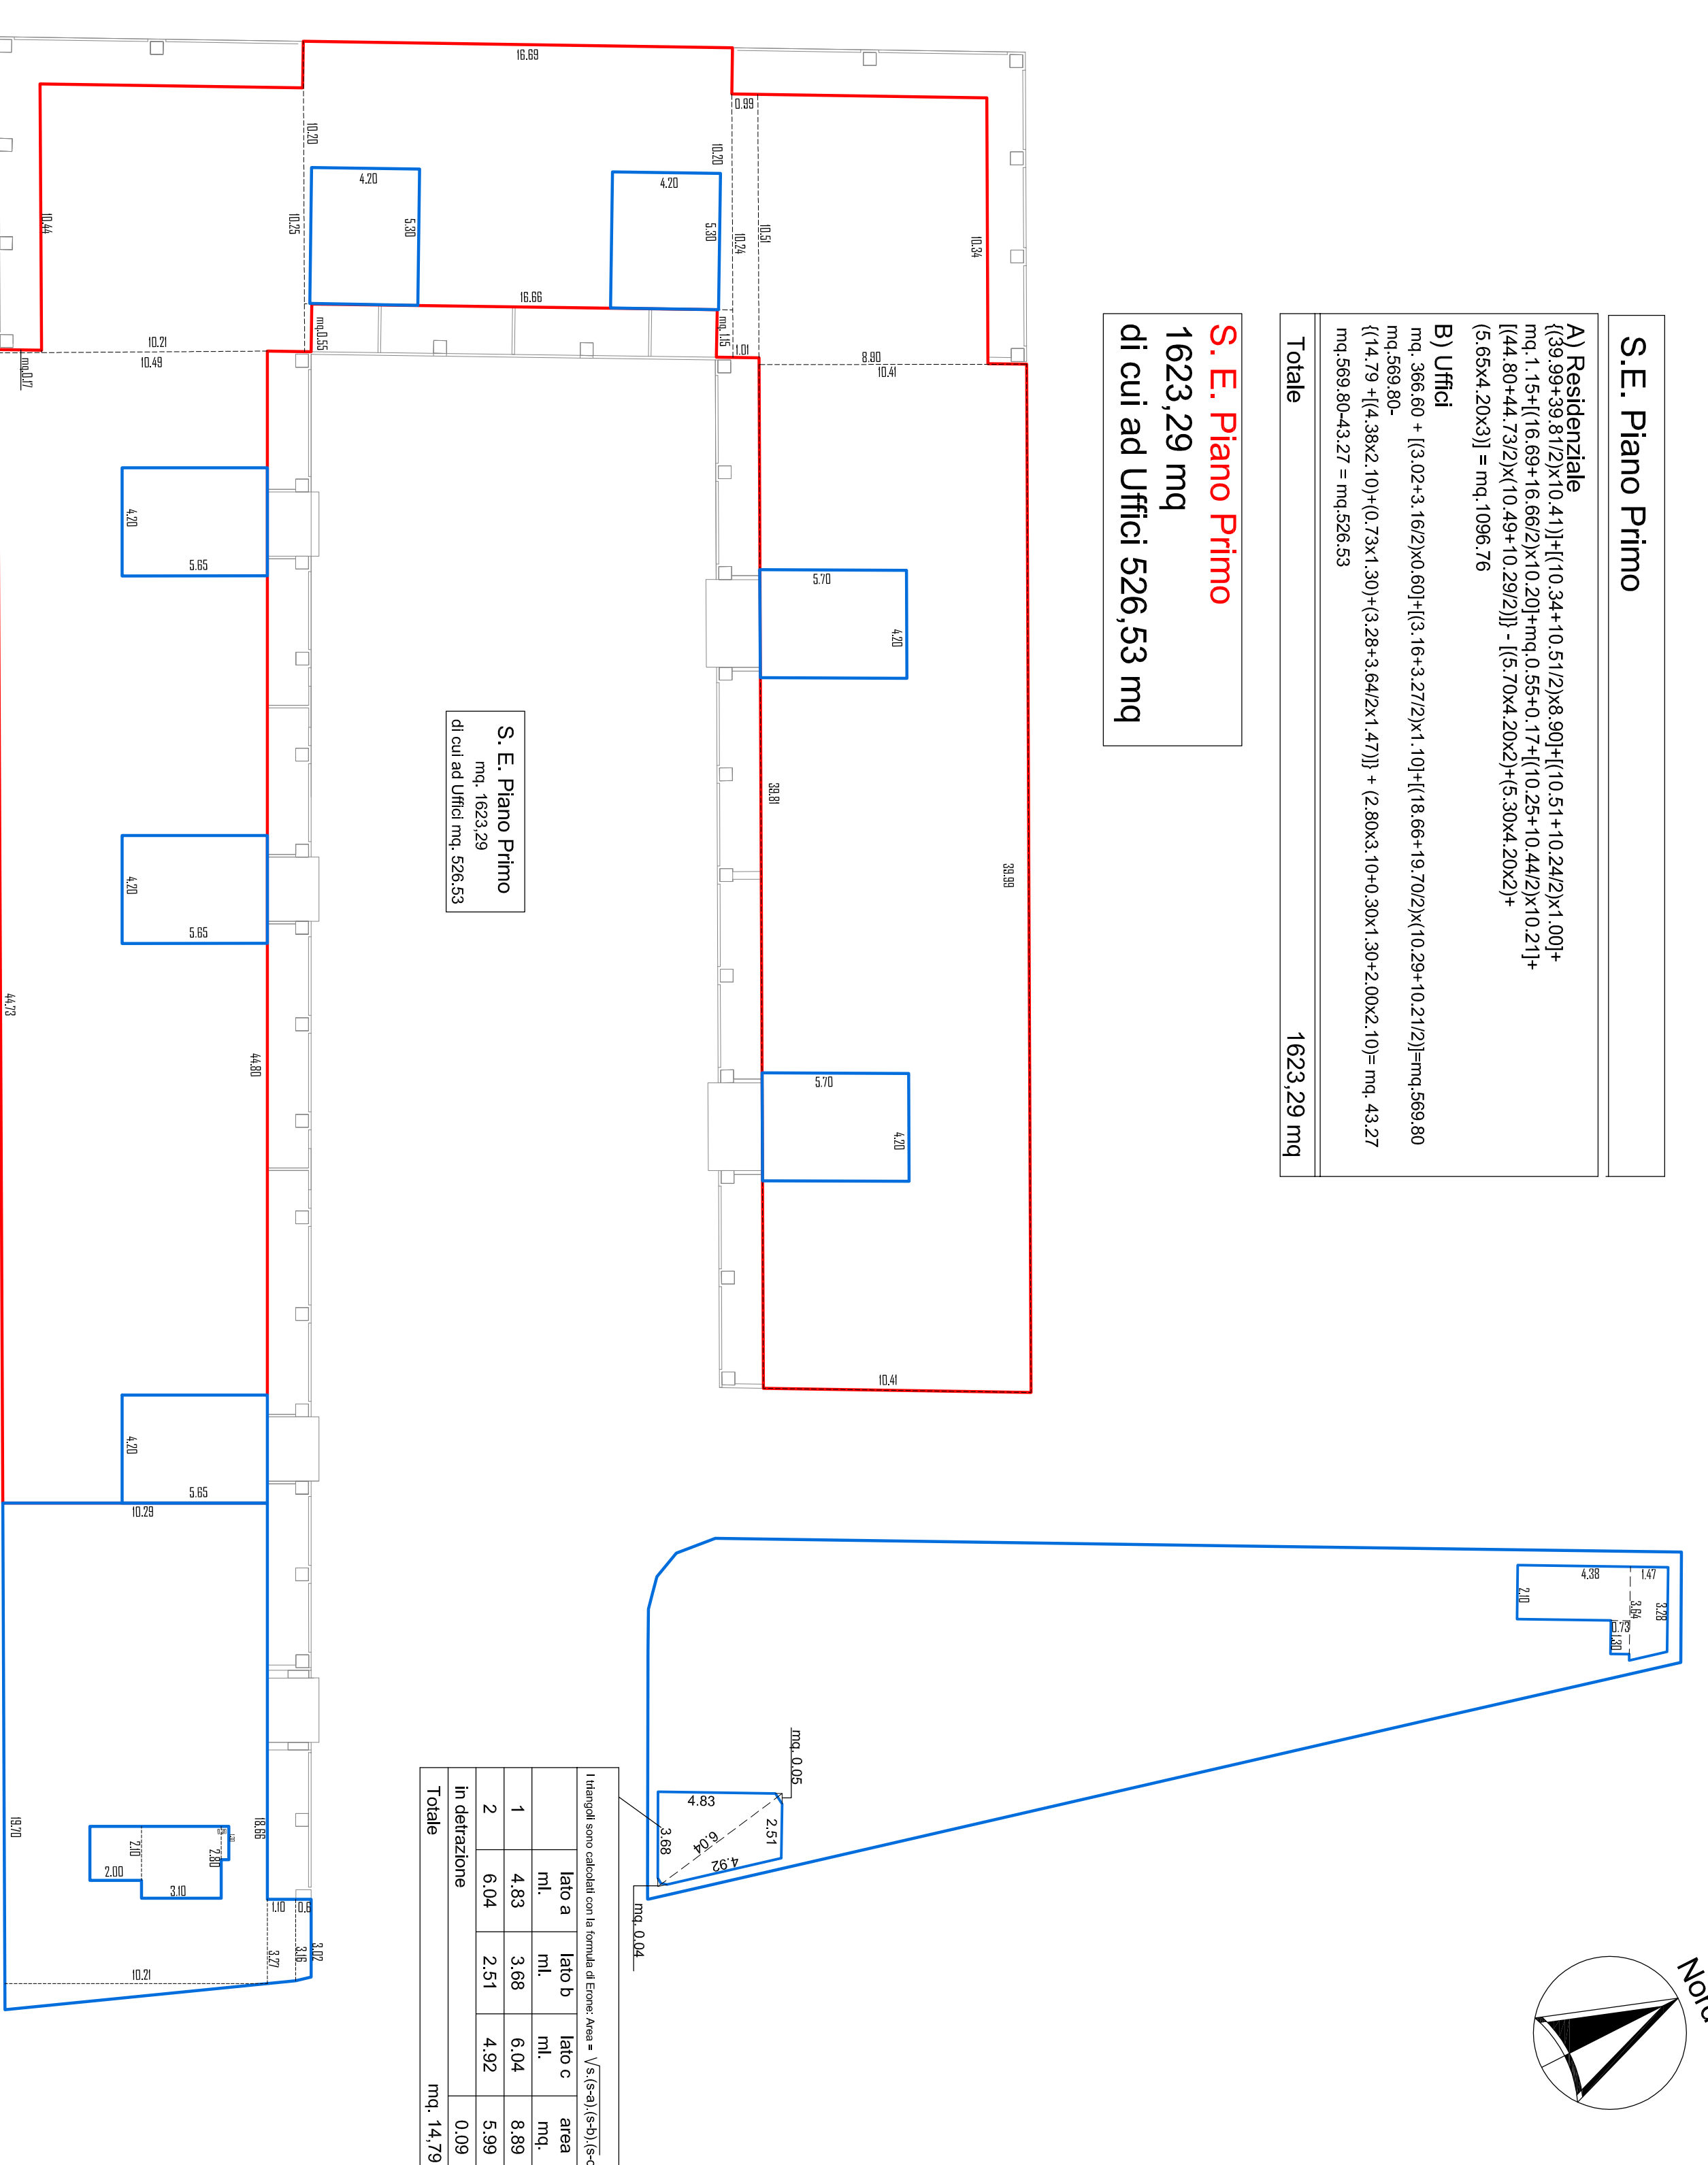 S.E. Piano Primo
A) Residenziale
{(39.99+39.81/2)x10.41)]+[(10.34+10.51/2)x8.90]+[(10.51+10.24/2)x1.00]+
mq.1.15+[(16.69+16.66/2)x10.20]+mq.0.55+0.17+[(10.25+10.44/2)x10.21]+
[(44.80+44.73/2)x(10.49+10.29/2)]} - [(5.70x4.20x2)+(5.30x4.20x2)+
(5.65x4.20x3)] = mq.1096.76
B) Uffici
mq. 366.60 + [(3.02+3.16/2)x0.60]+[(3.16+3.27/2)x1.10]+[(18.66+19.70/2)x(10.29+10.21/2)]=mq.569.80
mq.569.80-
{(14.79 +[(4.38x2.10)+(0.73x1.30)+(3.28+3.64/2x1.47)]} + (2.80x3.10+0.30x1.30+2.00x2.10)= mq. 43.27
mq.569.80-43.27 = mq.526.53
Totale 1623,29 mq
S. E. Piano Primo
1623,29 mq
di cui ad Uffici 526,53 mq
S. E. Piano Primo
mq. 1623,29
di cui ad Uffici mq. 526.53
16.69
0.99
10.20
10.20
4.20
4.20
5.30
5.30
10.25
10.24
10.51
10.34
10.44
16.66
mq.0.55
mq.1.15
1.01
8.90
10.41
10.21
10.49
mq.0.17
4.20
5.65
5.70
4.20
39.81
39.99
4.20
5.65
44.73
44.80
5.70
4.20
10.41
4.20
5.65
10.29
19.70
18.66
2.10
2.80
2.00
3.10
1.10
0.6
3.27
3.16
3.02
10.21
4.38
1.47
2.10
3.64
3.28
0.73
1.30
mq. 0.05
4.83
2.51
6.04
3.68
4.92
mq. 0.04
I triangoli sono calcolati con la formula di Erone: Area = √s.(s-a).(s-b).(s-c
lato a lato b lato c area
ml. ml. ml. mq.
1 4.83 3.68 6.04 8.89
2 6.04 2.51 4.92 5.99
in detrazione 0.09
Totale mq. 14,79
Nord